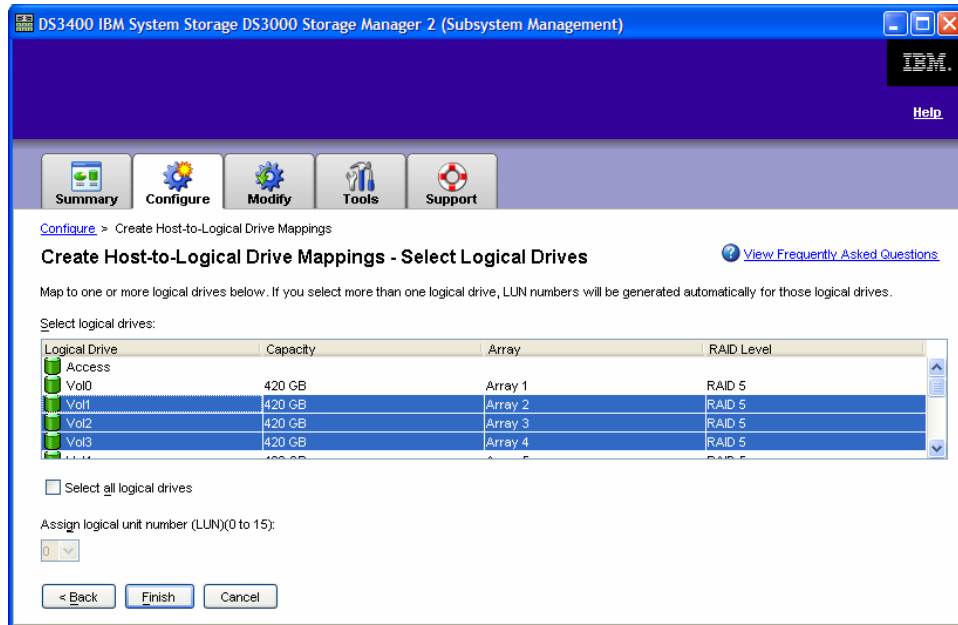 DS3400 IBM System Storage DS3000 Storage Manager 2 (Subsystem Management)
IBM.
Help
Summary Configure Modify Tools Support
Configure > Create Host-to-Logical Drive Mappings
Create Host-to-Logical Drive Mappings - Select Logical Drives
View Frequently Asked Questions
Map to one or more logical drives below. If you select more than one logical drive, LUN numbers will be generated automatically for those logical drives.
Select logical drives:
Logical Drive Capacity Array RAID Level
Access
Vol0 420 GB Array 1 RAID 5
Vol1 420 GB Array 2 RAID 5
Vol2 420 GB Array 3 RAID 5
Vol3 420 GB Array 4 RAID 5
Select all logical drives
Assign logical unit number (LUN)(0 to 15):
0
< Back Finish Cancel